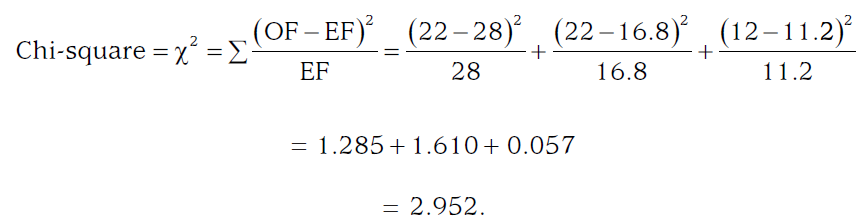 Chi-square = χ² = ∑ (OF – EF)² / EF = (22 – 28)² / 28 + (22 – 16.8)² / 16.8 + (12 – 11.2)² / 11.2
= 1.285 + 1.610 + 0.057
= 2.952.